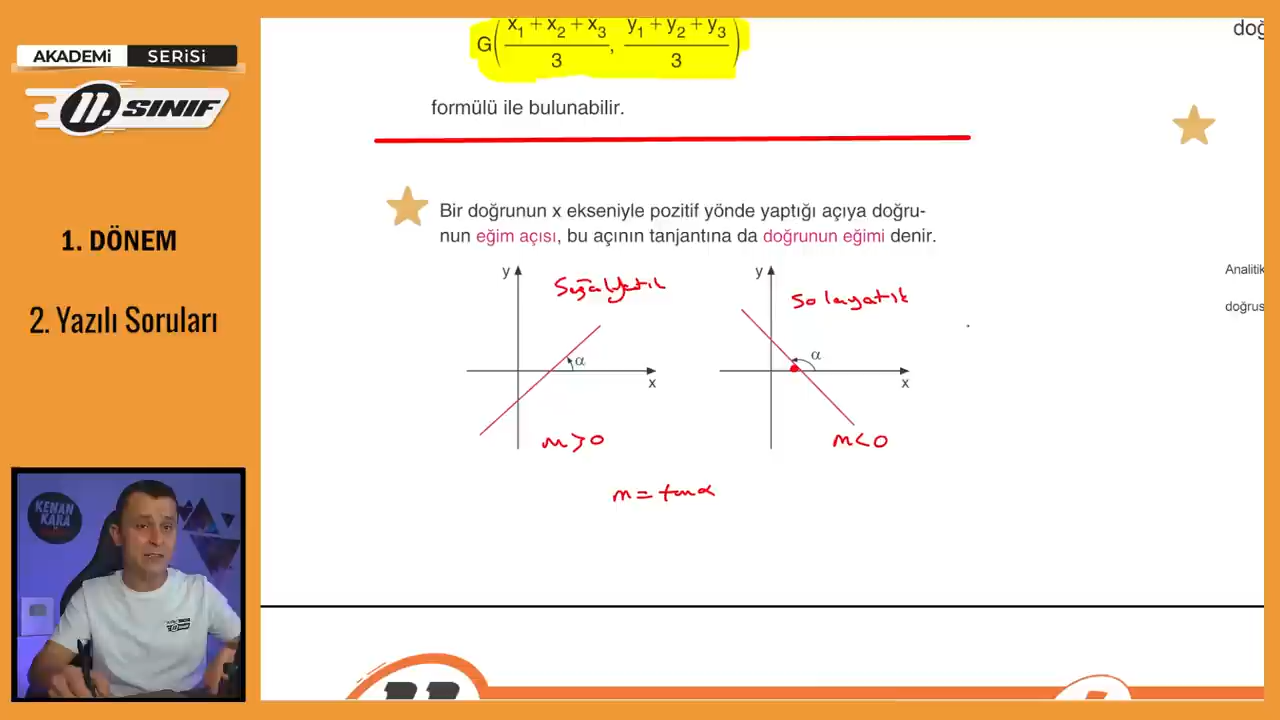 AKADEMİ SERİSİ
11. SINIF
1. DÖNEM
2. Yazılı Soruları
KENAN
KARA
G(x₁ + x₂ + x₃ / 3, y₁ + y₂ + y₃ / 3)
formülü ile bulunabilir.
Bir doğrunun x ekseniyle pozitif yönde yaptığı açıya doğru-
nun eğim açısı, bu açının tanjantına da doğrunun eğimi denir.
y
Sağa yatık
α
x
m > 0
y
Sola yatık
α
x
m < 0
m = tanα
doğ
Analitik
doğrus